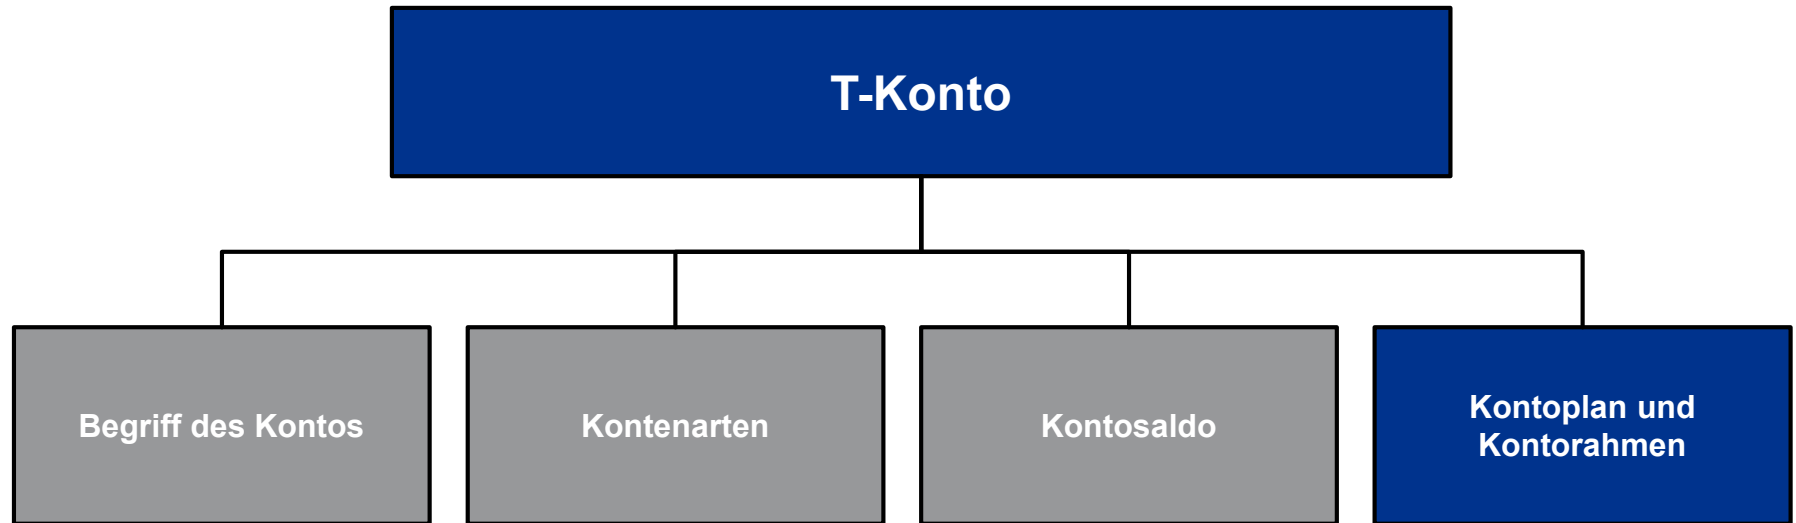 T-Konto
Begriff des Kontos
Kontenarten
Kontosaldo
Kontoplan und
Kontorahmen